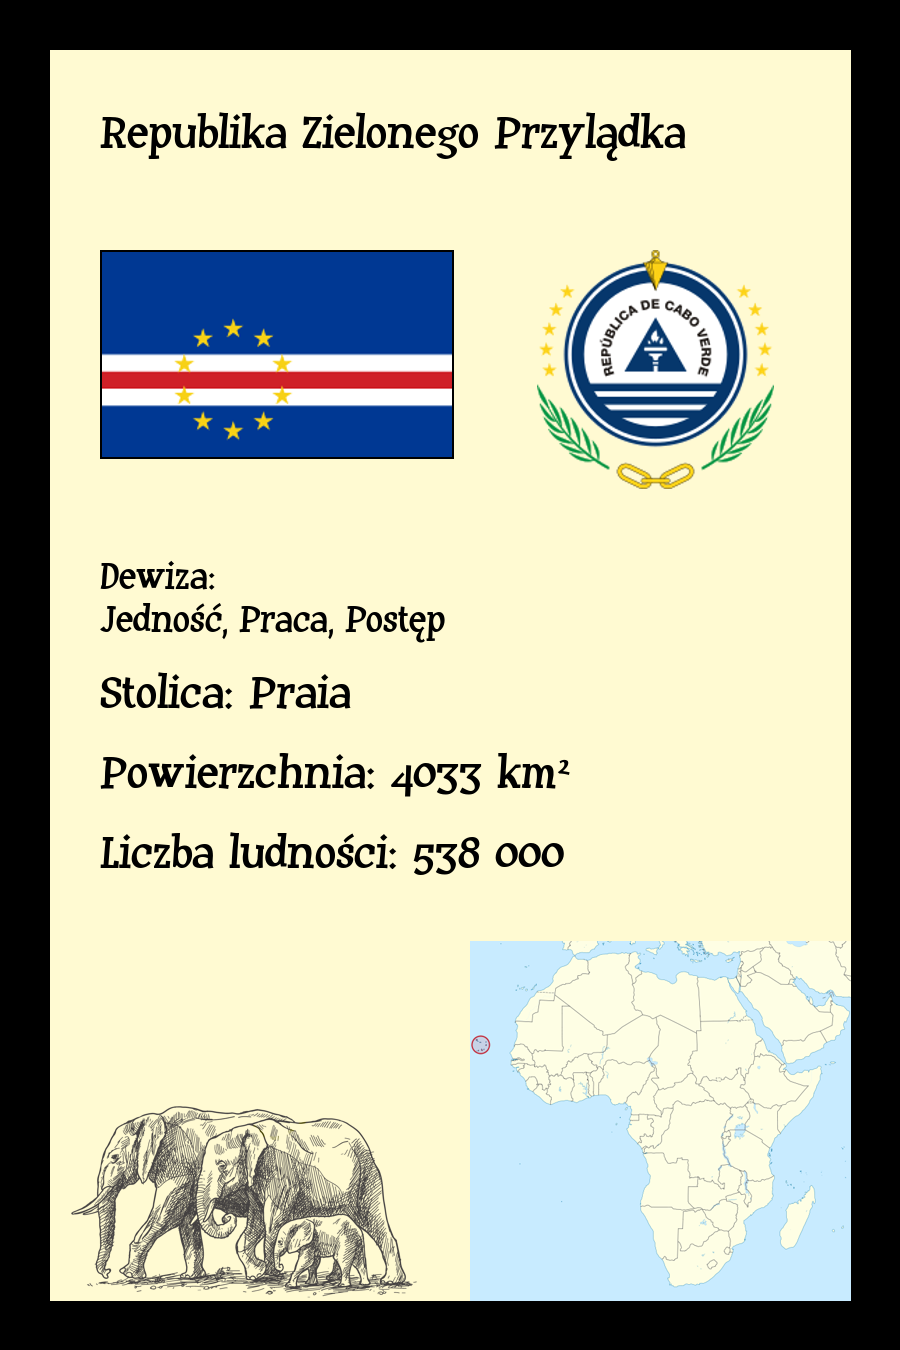 Republika Zielonego Przylądka
REPÚBLICA DE CABO VERDE
Dewiza:
Jedność, Praca, Postęp
Stolica: Praia
Powierzchnia: 4033 km²
Liczba ludności: 538 000